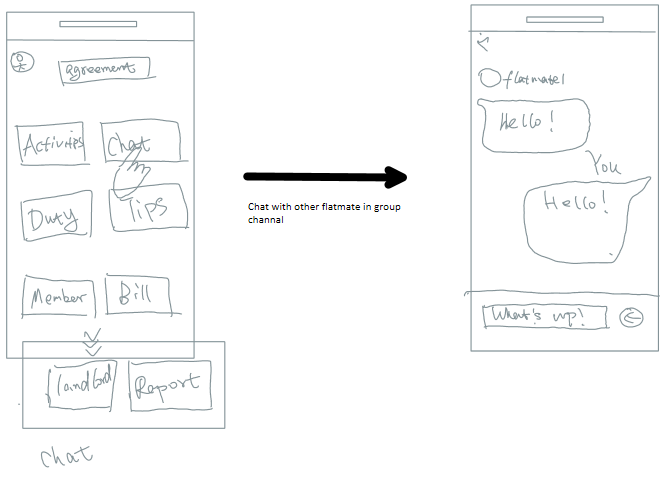 agreement
Activities
Chat
Duty
Tips
Member
Bill
landlord
Report
chat
Chat with other flatmate in group
channal
flatmate1
Hello!
You
Hello!
What's up!